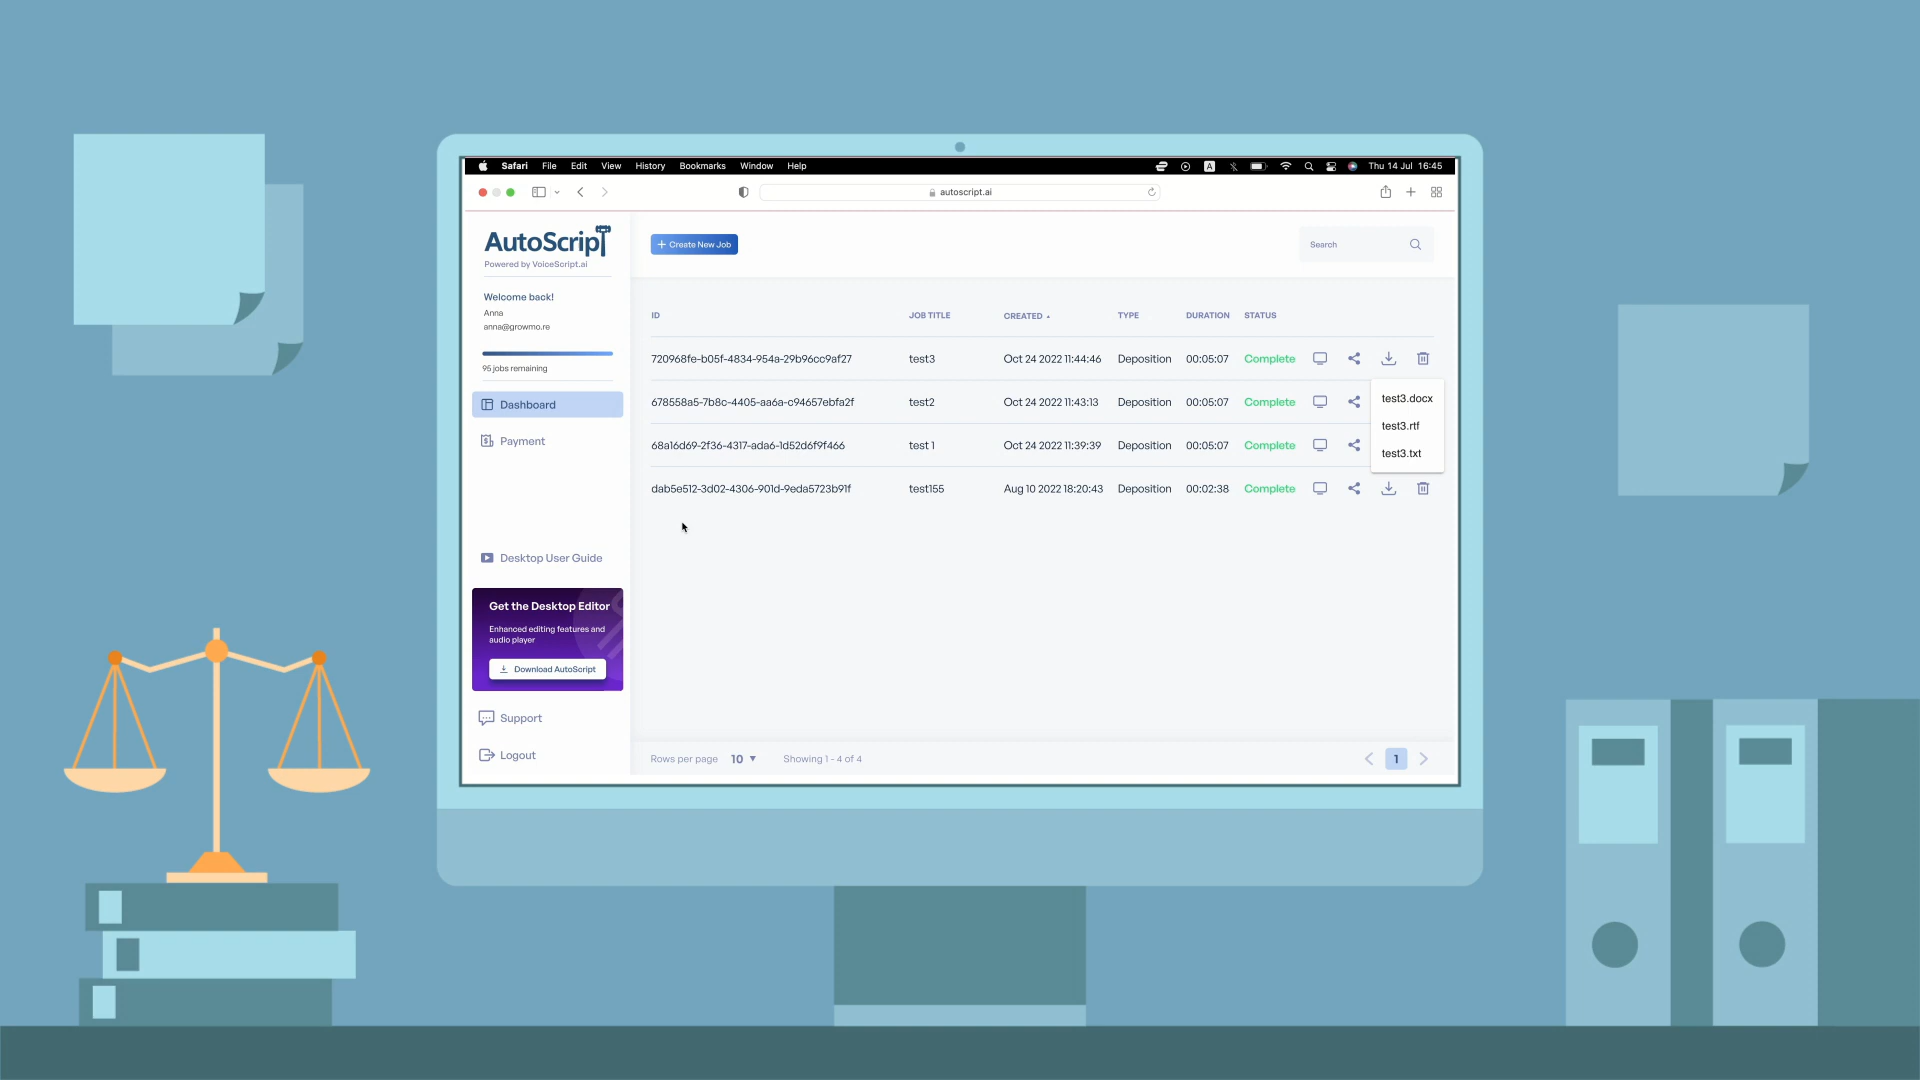 Safari File Edit View History Bookmarks Window Help A Thu 14 Jul 16:45
autoscript.ai
AutoScript
Powered by VoiceScript.ai
+ Create New Job
Search
Welcome back!
Anna
anna@growmo.re
95 jobs remaining
Dashboard
Payment
Desktop User Guide
Get the Desktop Editor
Enhanced editing features and
audio player
Download AutoScript
Support
Logout
ID JOB TITLE CREATED TYPE DURATION STATUS
720968fe-b05f-4834-954a-29b96cc9af27 test3 Oct 24 2022 11:44:46 Deposition 00:05:07 Complete
678558a5-7b8c-4405-aa6a-c94657ebfa2f test2 Oct 24 2022 11:43:13 Deposition 00:05:07 Complete
68a16d69-2f36-4317-ada6-1d52d6f9f466 test 1 Oct 24 2022 11:39:39 Deposition 00:05:07 Complete
dab5e512-3d02-4306-901d-9eda5723b91f test155 Aug 10 2022 18:20:43 Deposition 00:02:38 Complete
test3.docx
test3.rtf
test3.txt
Rows per page 10 Showing 1 - 4 of 4 1